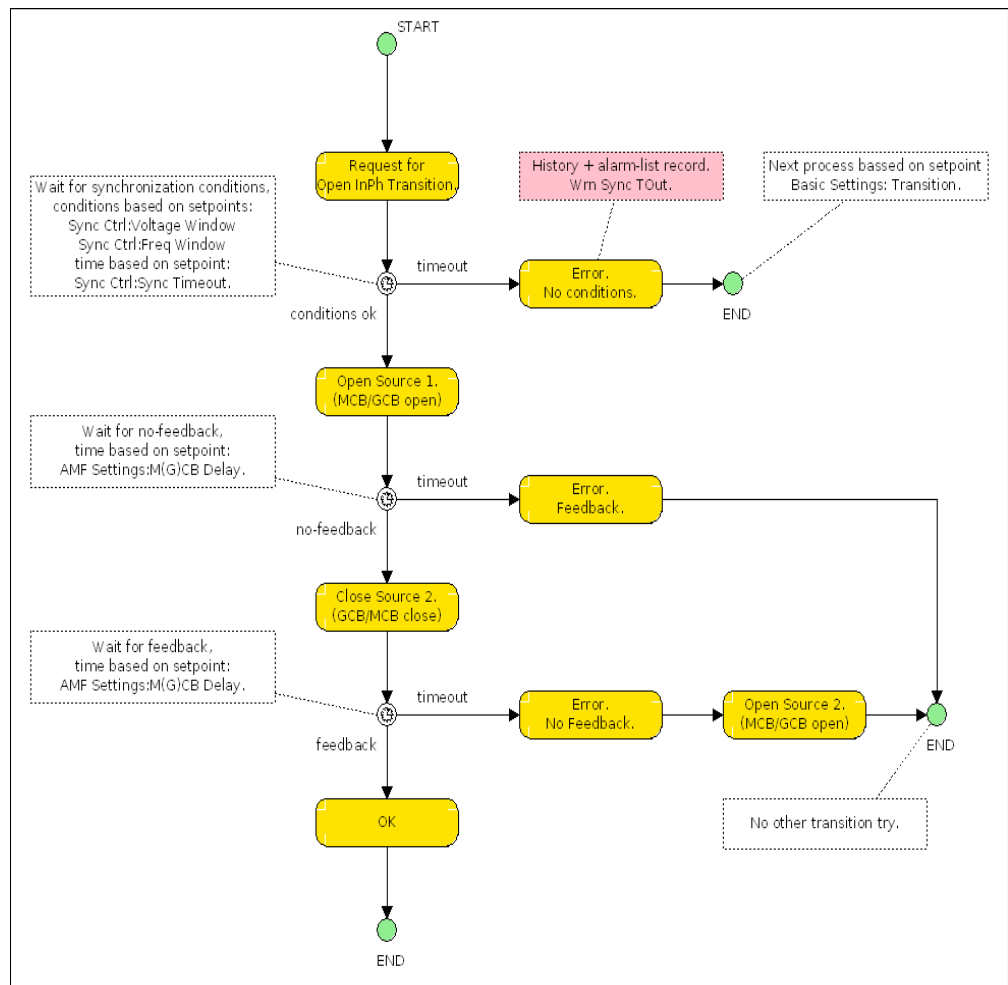 START
Request for
Open InPh Transition.
History + alarm-list record.
Wrn Sync TOut.
Next process bassed on setpoint
Basic Settings: Transition.
Wait for synchronization conditions,
conditions based on setpoints:
Sync Ctrl:Voltage Window
Sync Ctrl:Freq Window
time based on setpoint:
Sync Ctrl:Sync Timeout.
timeout
Error.
No conditions.
END
conditions ok
Open Source 1.
(MCB/GCB open)
Wait for no-feedback,
time based on setpoint:
AMF Settings:M(G)CB Delay.
timeout
Error.
Feedback.
no-feedback
Close Source 2.
(GCB/MCB close)
Wait for feedback,
time based on setpoint:
AMF Settings:M(G)CB Delay.
timeout
Error.
No Feedback.
Open Source 2.
(MCB/GCB open)
END
feedback
OK
No other transition try.
END